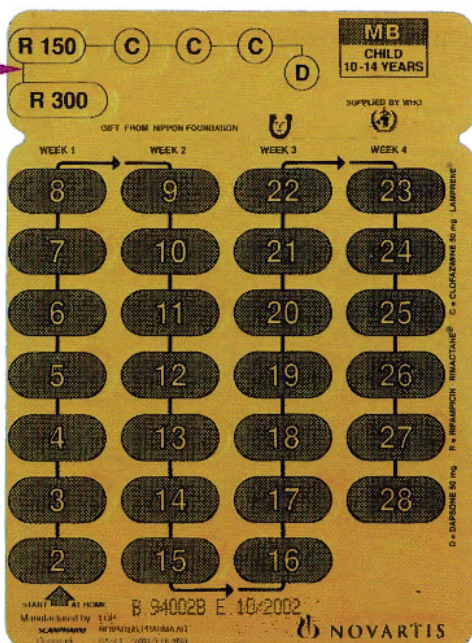 R 150 C C C D
R 300
MB
CHILD
10-14 YEARS
GIFT FROM NIPPON FOUNDATION
SUPPLIED BY WHO
WEEK 1 WEEK 2 WEEK 3 WEEK 4
8 9 22 23
7 10 21 24
6 11 20 25
5 12 19 26
4 13 18 27
3 14 17 28
2 15 16
START AT HOME
Manufactured by
SCANPHARM
B 94002B E 10/2002
NOVARTIS
D = DAPSONE 50 mg R = RIFAMPICIN RIMACTANE® C = CLOFAZIMINE 50 mg LAMPRENE®